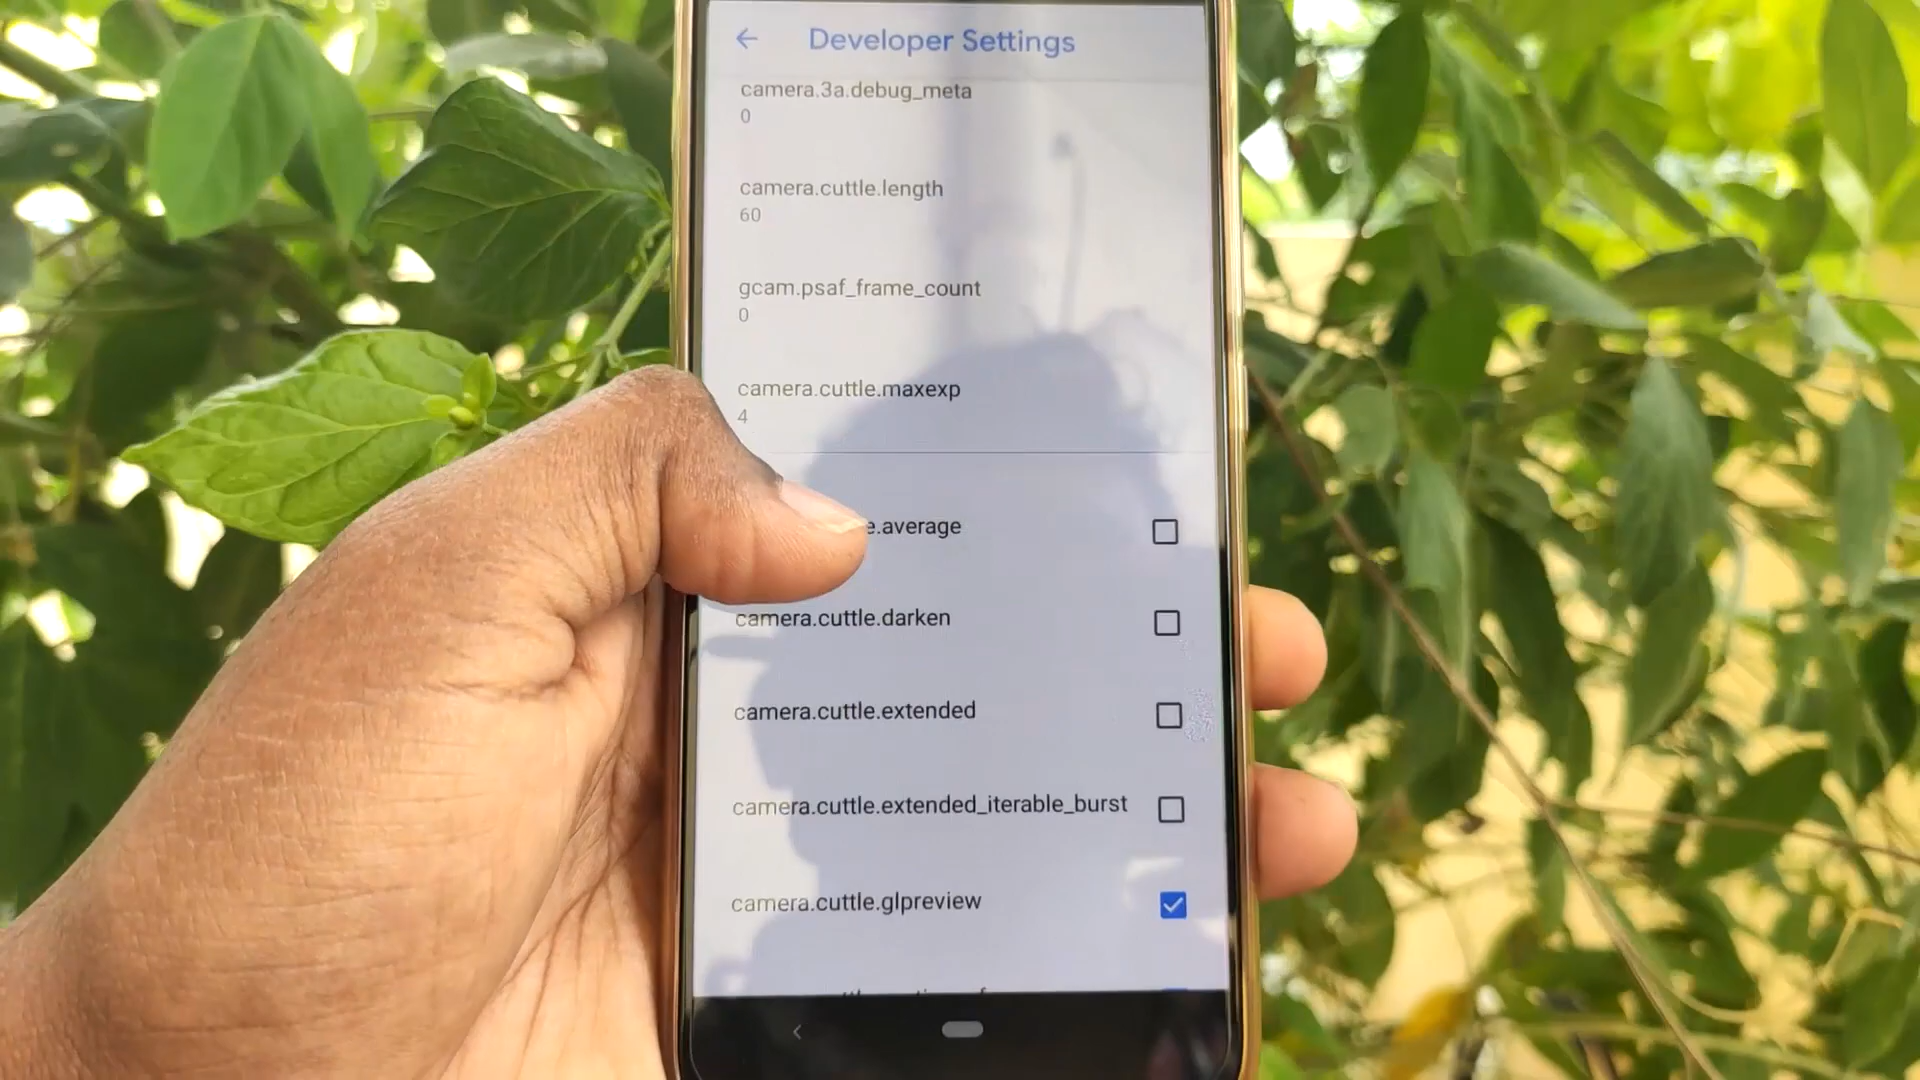 Developer Settings
camera.3a.debug_meta
0
camera.cuttle.length
60
gcam.psaf_frame_count
0
camera.cuttle.maxexp
4
e.average
camera.cuttle.darken
camera.cuttle.extended
camera.cuttle.extended_iterable_burst
camera.cuttle.glpreview